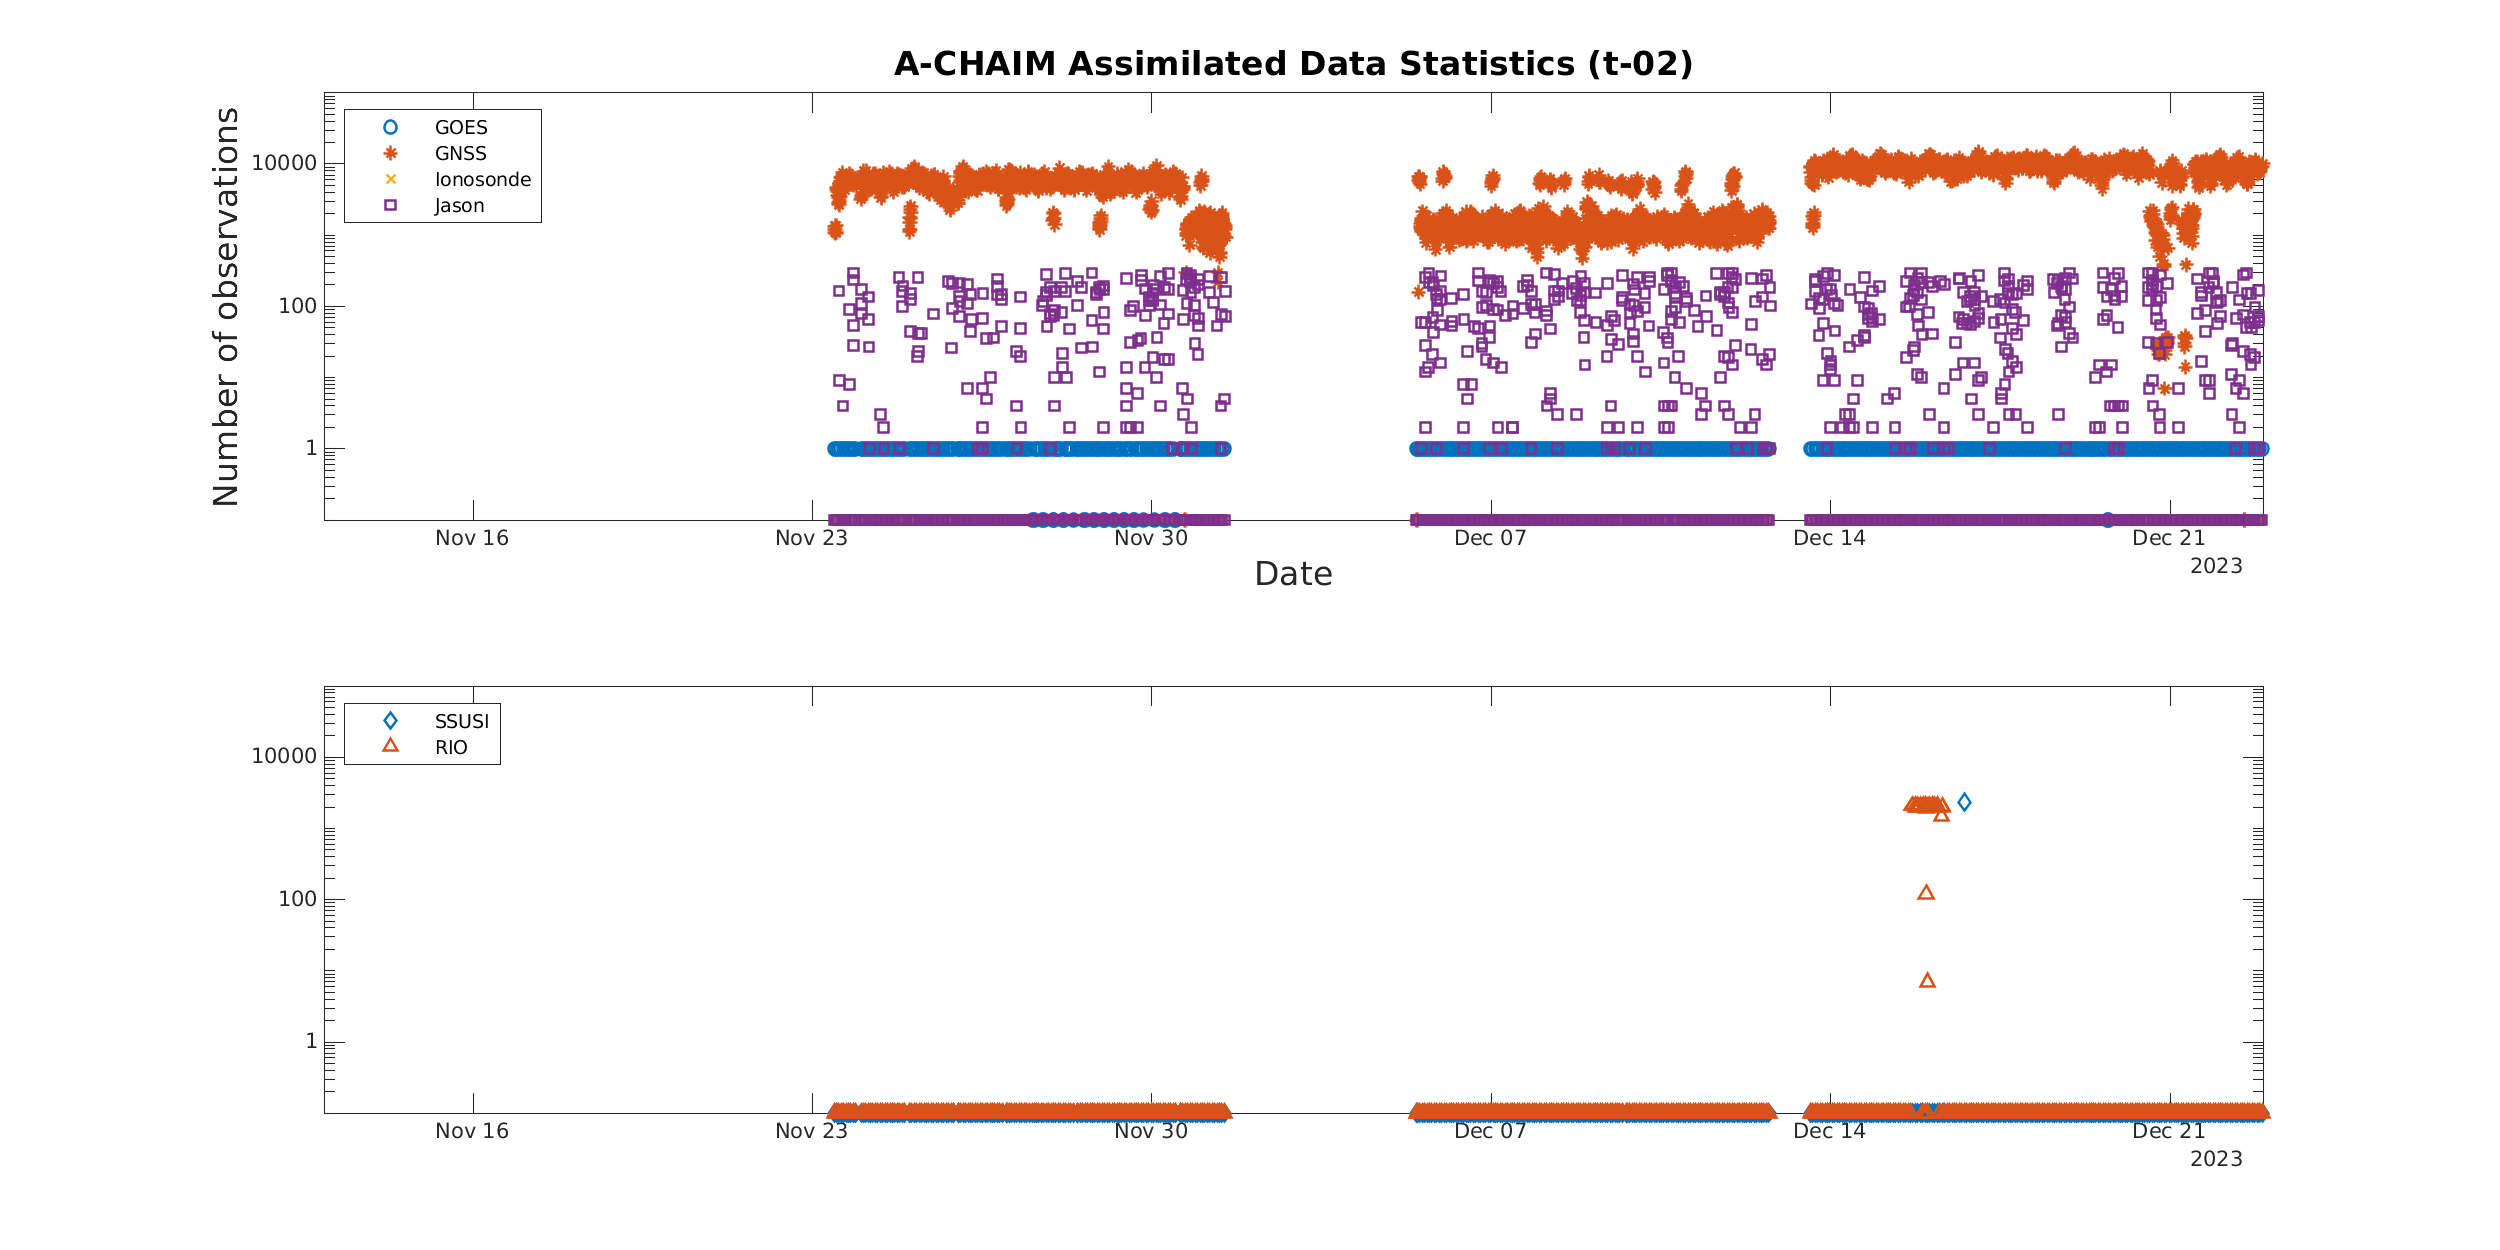 A-CHAIM Assimilated Data Statistics (t-02)
Number of observations
GOES
GNSS
Ionosonde
Jason
10000
100
1
Nov 16
Nov 23
Nov 30
Dec 07
Dec 14
Dec 21
2023
Date
SSUSI
RIO
10000
100
1
Nov 16
Nov 23
Nov 30
Dec 07
Dec 14
Dec 21
2023